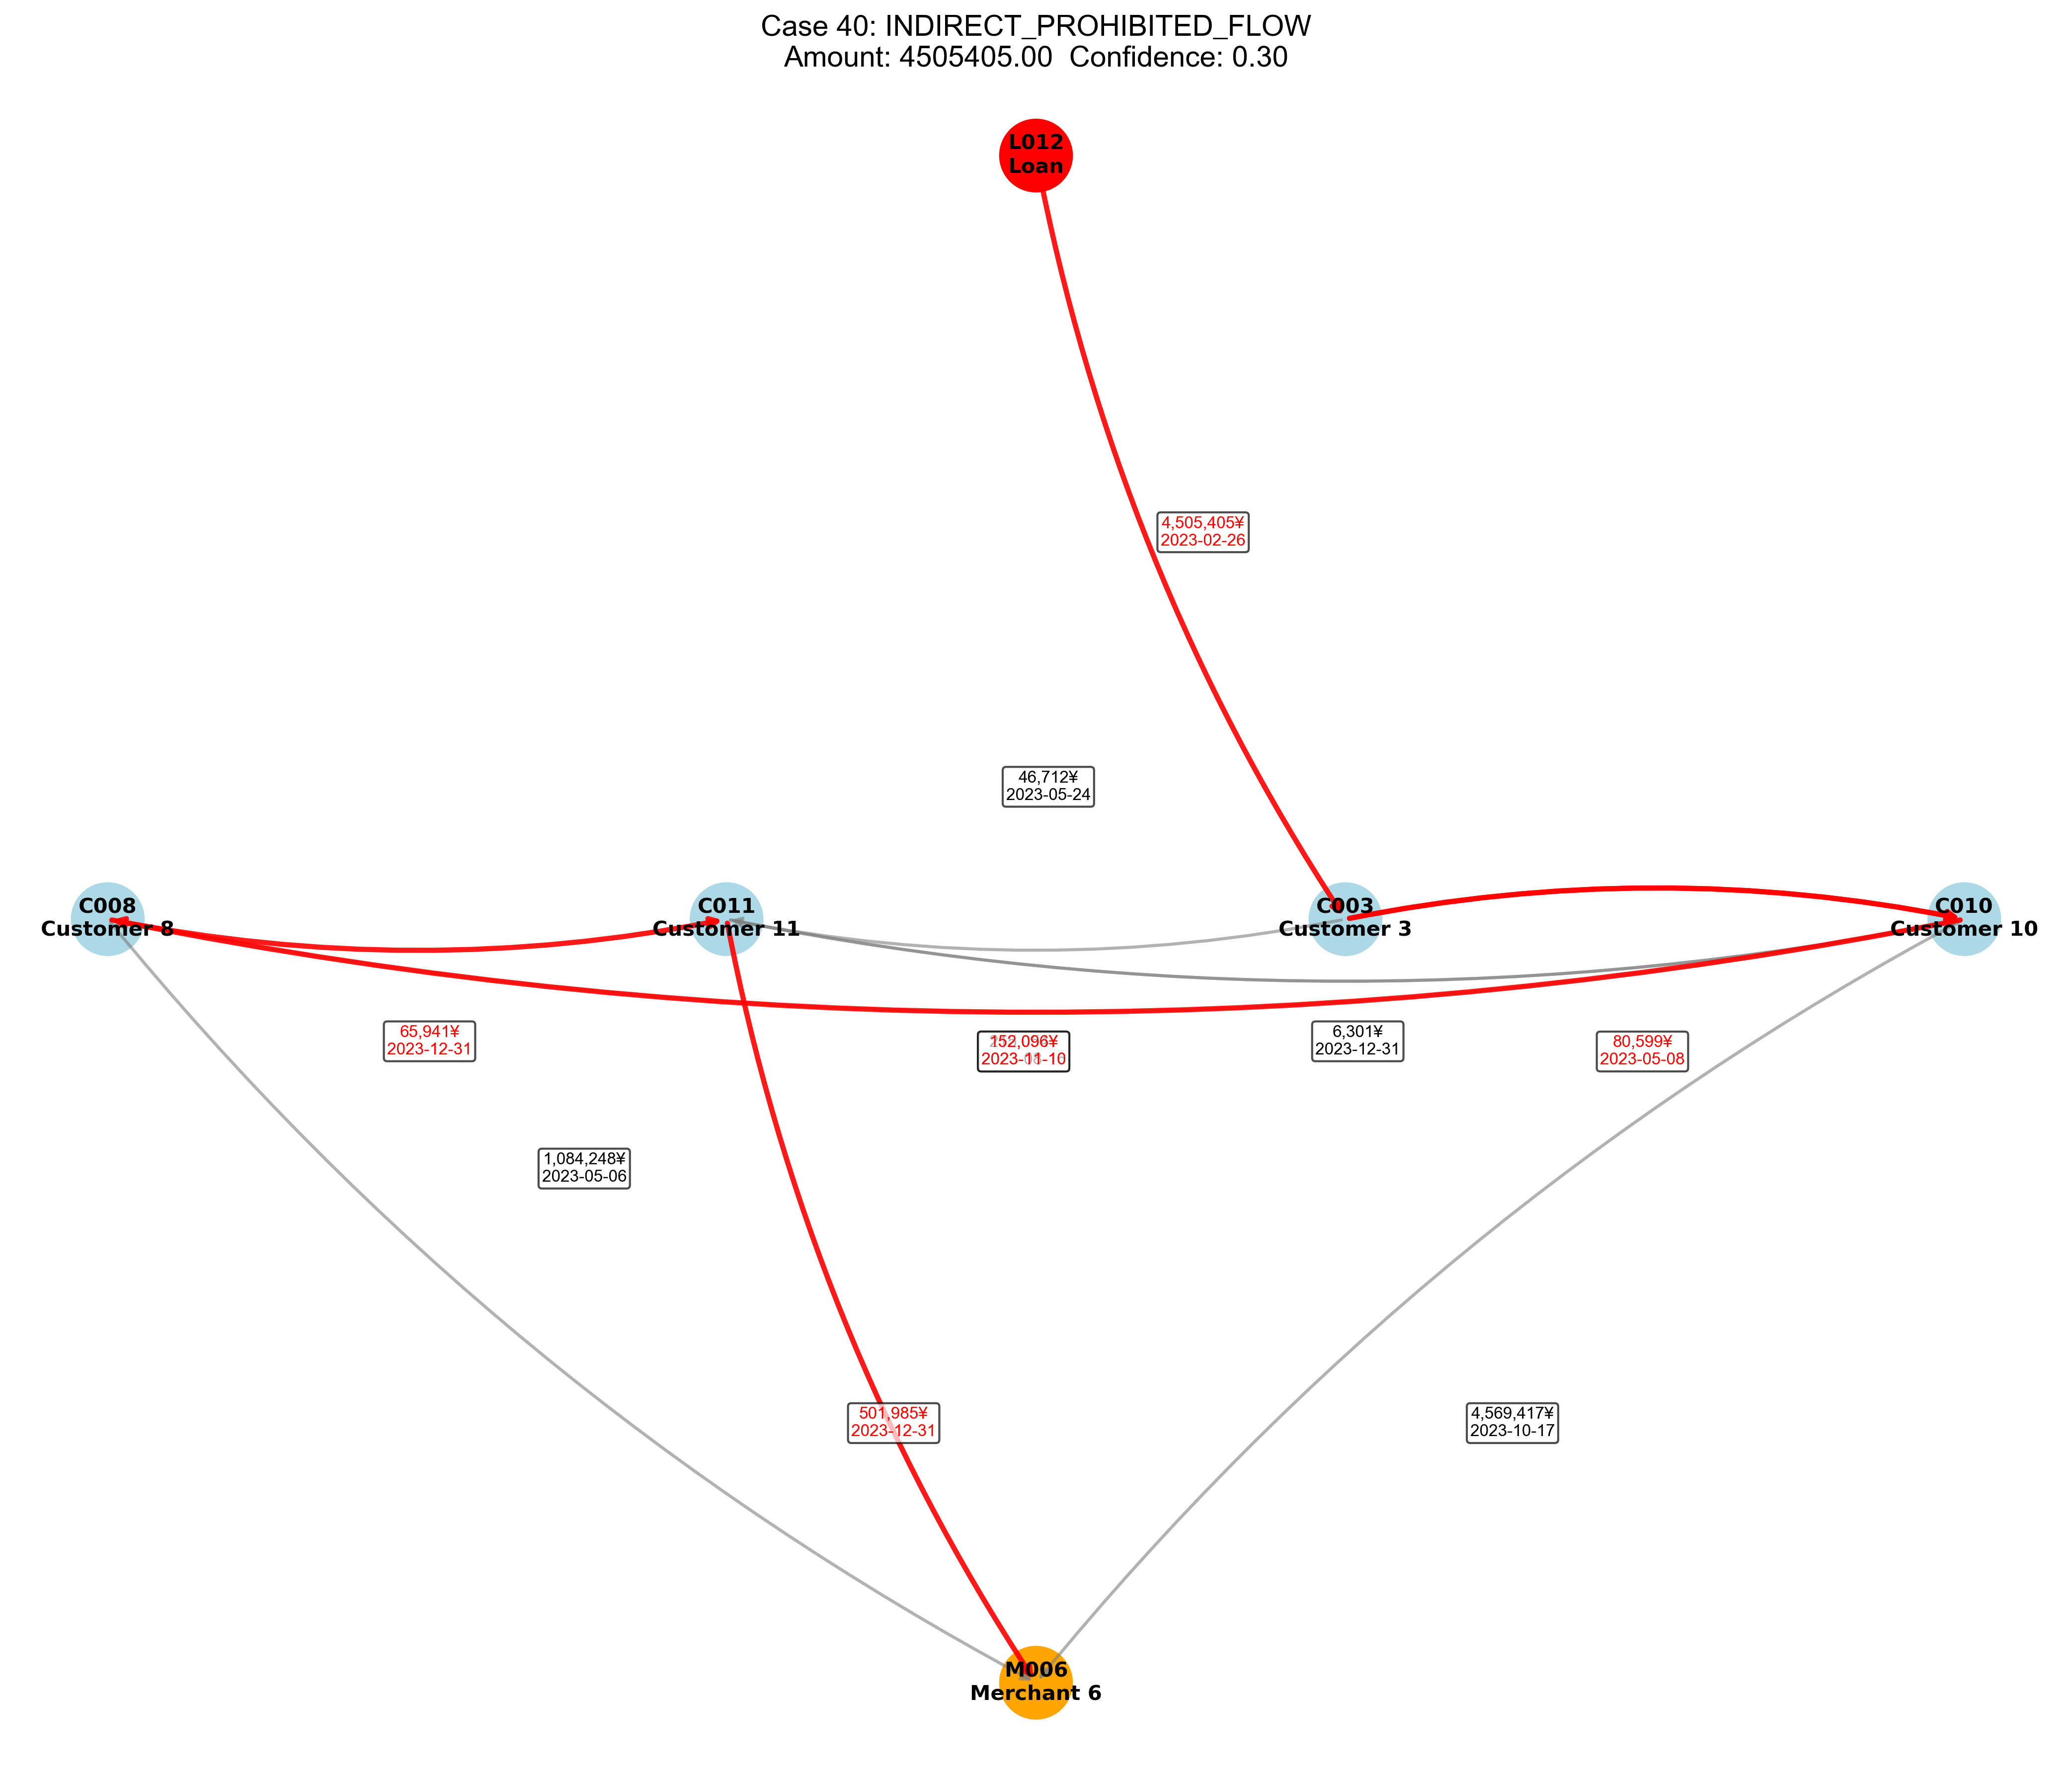 Case 40: INDIRECT_PROHIBITED_FLOW
Amount: 4505405.00  Confidence: 0.30
L012
Loan
4,505,405¥
2023-02-26
46,712¥
2023-05-24
C008
Customer 8
C011
Customer 11
C003
Customer 3
C010
Customer 10
65,941¥
2023-12-31
152,096¥
2023-11-10
6,301¥
2023-12-31
80,599¥
2023-05-08
1,084,248¥
2023-05-06
501,985¥
2023-12-31
4,569,417¥
2023-10-17
M006
Merchant 6